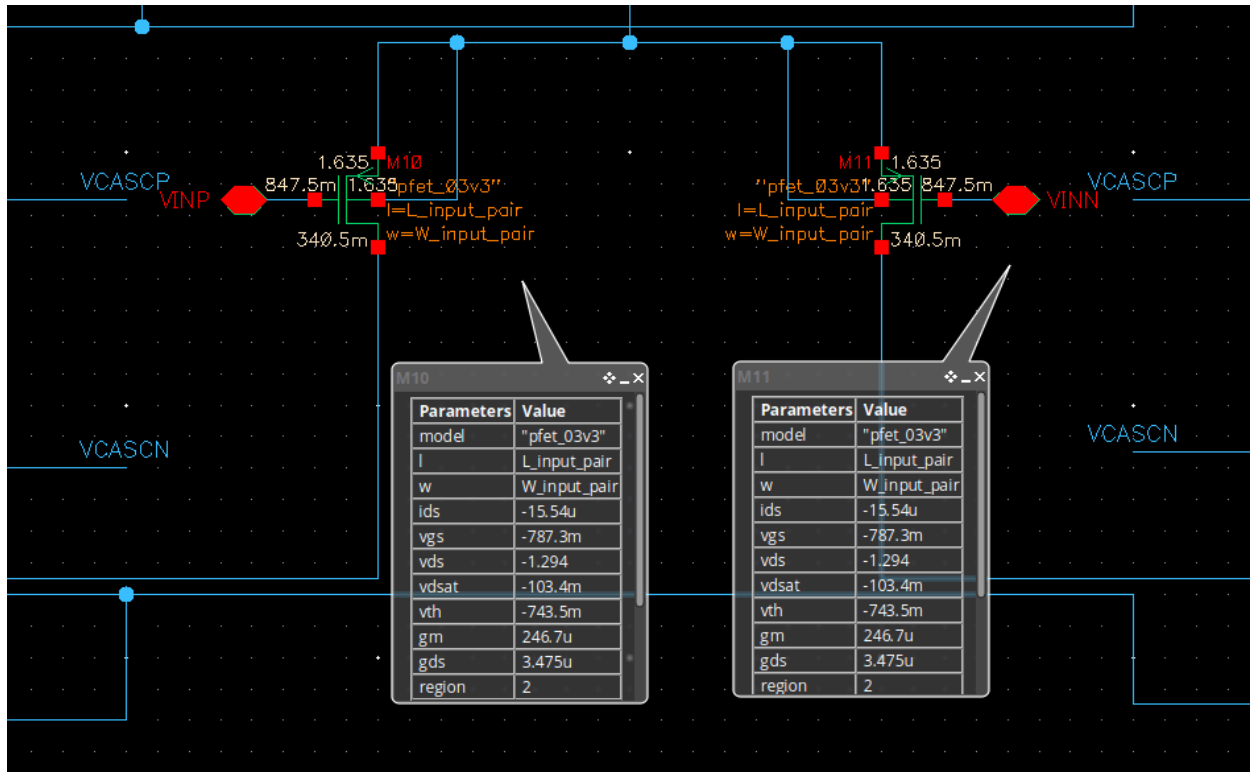 1.635 M10
M11 1.635
VCASCP
VINP
847.5m 1.635 "pfet_03v3"
"pfet_03v3" 1.635 847.5m
VCASCP
VINN
l=L_input_pair
l=L_input_pair
340.5m w=W_input_pair
w=W_input_pair 340.5m
M10
M11
Parameters Value
model "pfet_03v3"
l L_input_pair
w W_input_pair
ids -15.54u
vgs -787.3m
vds -1.294
vdsat -103.4m
vth -743.5m
gm 246.7u
gds 3.475u
region 2
Parameters Value
model "pfet_03v3"
l L_input_pair
w W_input_pair
ids -15.54u
vgs -787.3m
vds -1.294
vdsat -103.4m
vth -743.5m
gm 246.7u
gds 3.475u
region 2
VCASCN
VCASCN